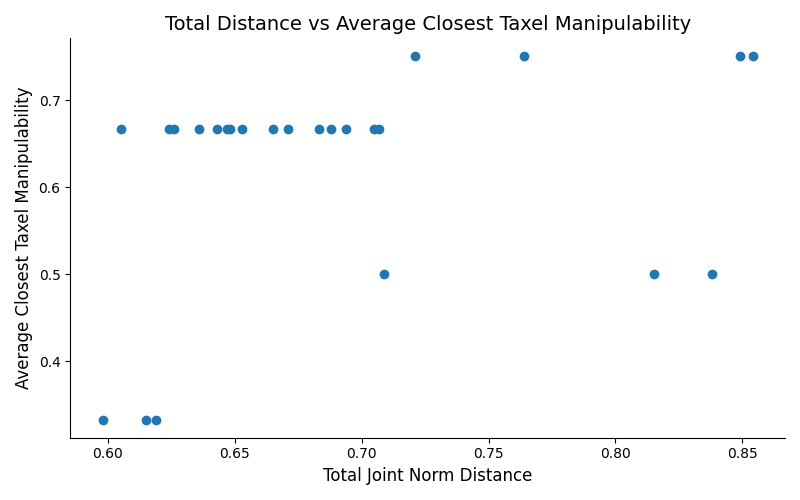 Total Distance vs Average Closest Taxel Manipulability
Average Closest Taxel Manipulability
0.7
0.6
0.5
0.4
0.60 0.65 0.70 0.75 0.80 0.85
Total Joint Norm Distance